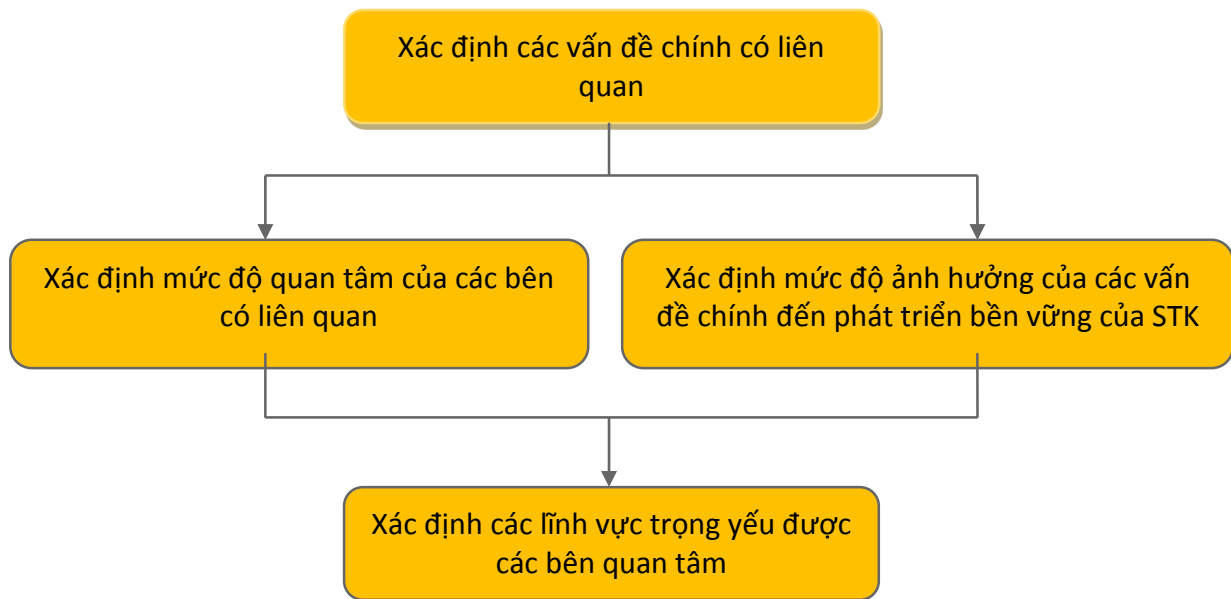 Xác định các vấn đề chính có liên
quan
Xác định mức độ quan tâm của các bên
có liên quan
Xác định mức độ ảnh hưởng của các vấn
đề chính đến phát triển bền vững của STK
Xác định các lĩnh vực trọng yếu được
các bên quan tâm